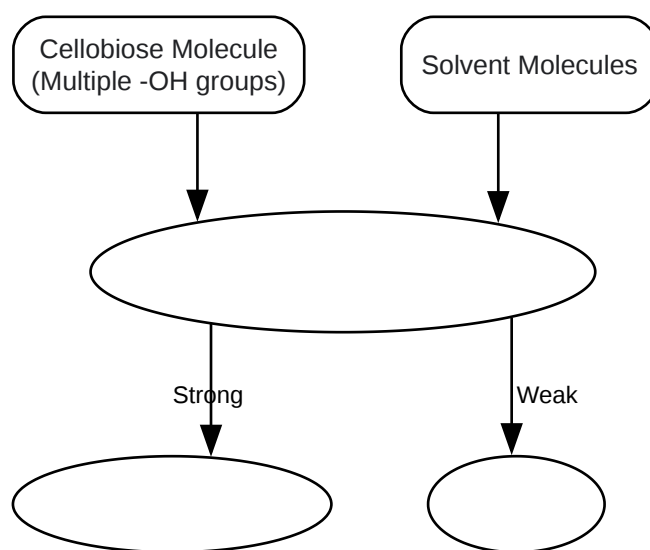 Cellobiose Molecule
(Multiple -OH groups)
Solvent Molecules
Strong
Weak